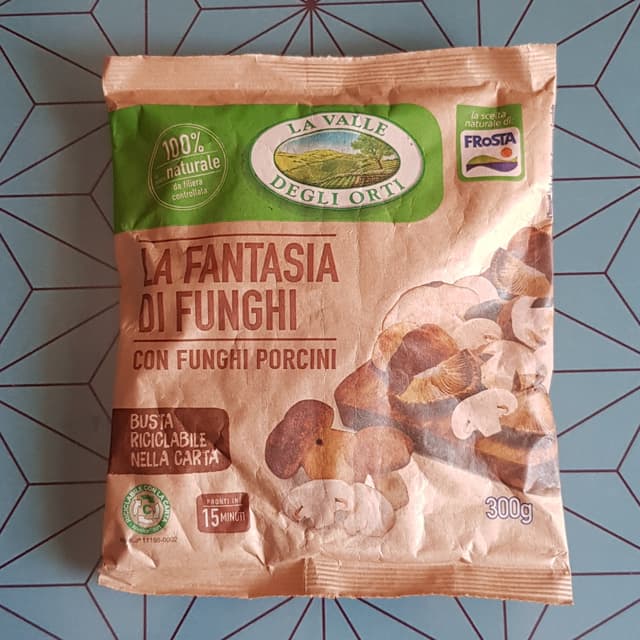 100%
naturale
da filiera
controllata
LA VALLE
DEGLI ORTI
la scelta
naturale di
FRoSTA
LA FANTASIA
DI FUNGHI
CON FUNGHI PORCINI
BUSTA
RICICLABILE
NELLA CARTA
PRONTI IN
15 MINUTI
300g